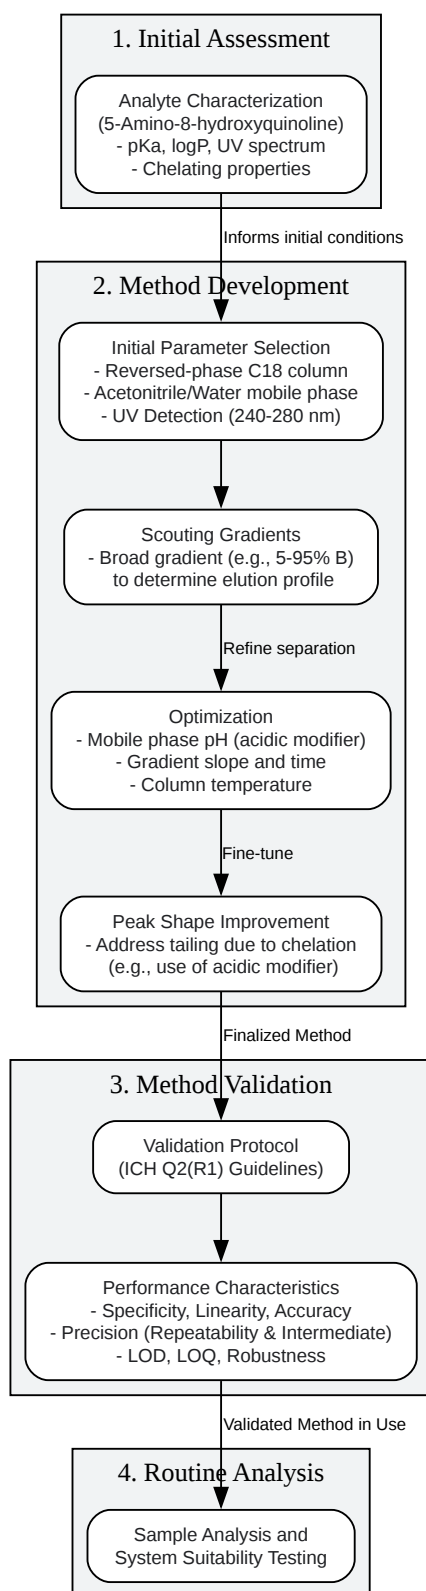 1. Initial Assessment
Analyte Characterization
(5-Amino-8-hydroxyquinoline)
- pKa, logP, UV spectrum
- Chelating properties
Informs initial conditions
2. Method Development
Initial Parameter Selection
- Reversed-phase C18 column
- Acetonitrile/Water mobile phase
- UV Detection (240-280 nm)
Scouting Gradients
- Broad gradient (e.g., 5-95% B)
to determine elution profile
Refine separation
Optimization
- Mobile phase pH (acidic modifier)
- Gradient slope and time
- Column temperature
Fine-tune
Peak Shape Improvement
- Address tailing due to chelation
(e.g., use of acidic modifier)
Finalized Method
3. Method Validation
Validation Protocol
(ICH Q2(R1) Guidelines)
Performance Characteristics
- Specificity, Linearity, Accuracy
- Precision (Repeatability & Intermediate)
- LOD, LOQ, Robustness
Validated Method in Use
4. Routine Analysis
Sample Analysis and
System Suitability Testing